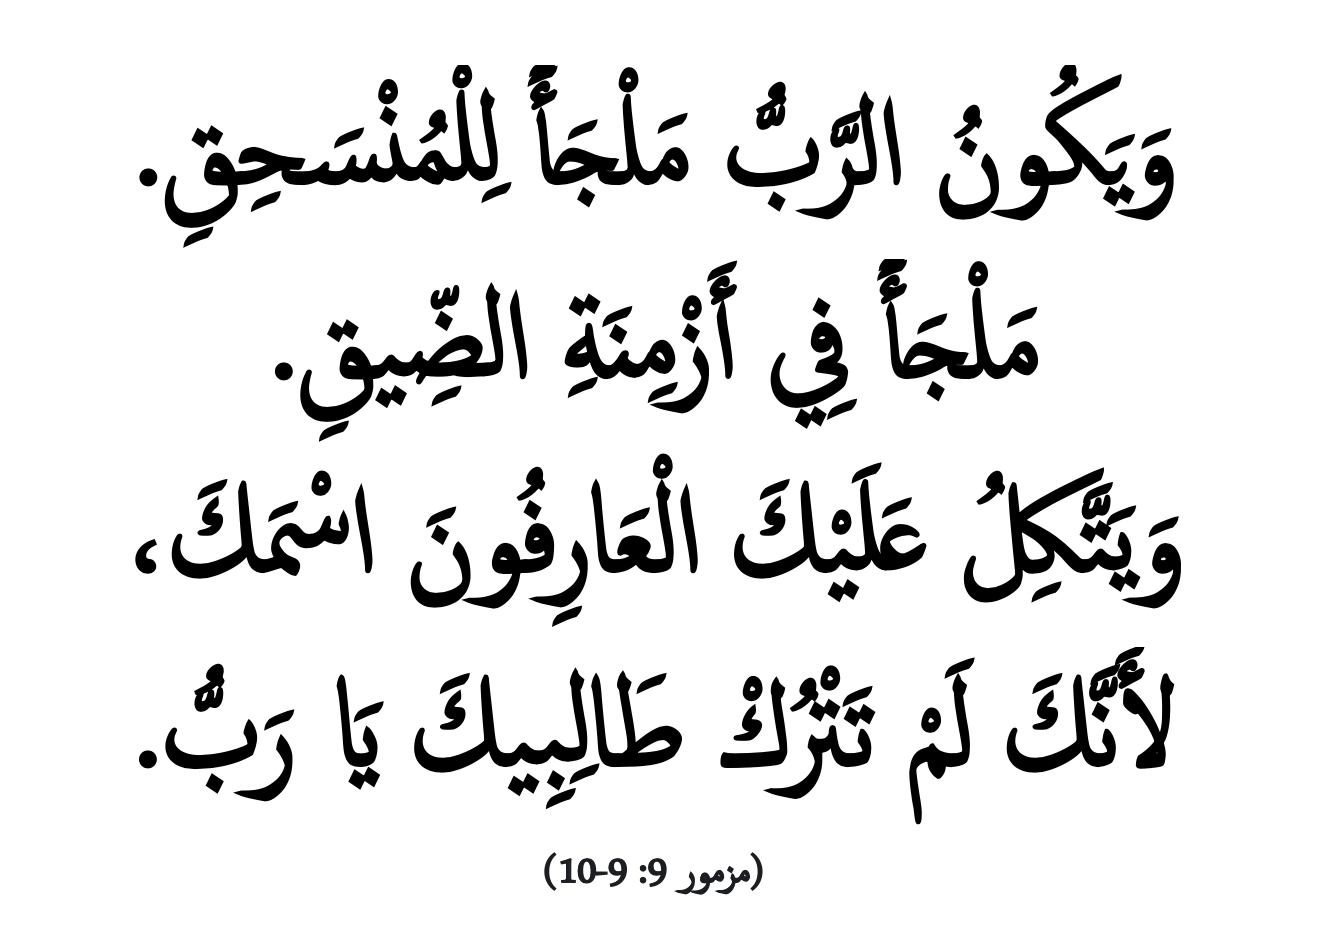 وَيَكُونُ الرَّبُّ مَلْجَأً لِلْمُنْسَحِقِ.
مَلْجَأً فِي أَزْمِنَةِ الضِّيقِ.
وَيَتَّكِلُ عَلَيْكَ الْعَارِفُونَ اسْمَكَ،
لأَنَّكَ لَمْ تَتْرُكْ طَالِبِيكَ يَا رَبُّ.
(مزمور 9: 9-10)